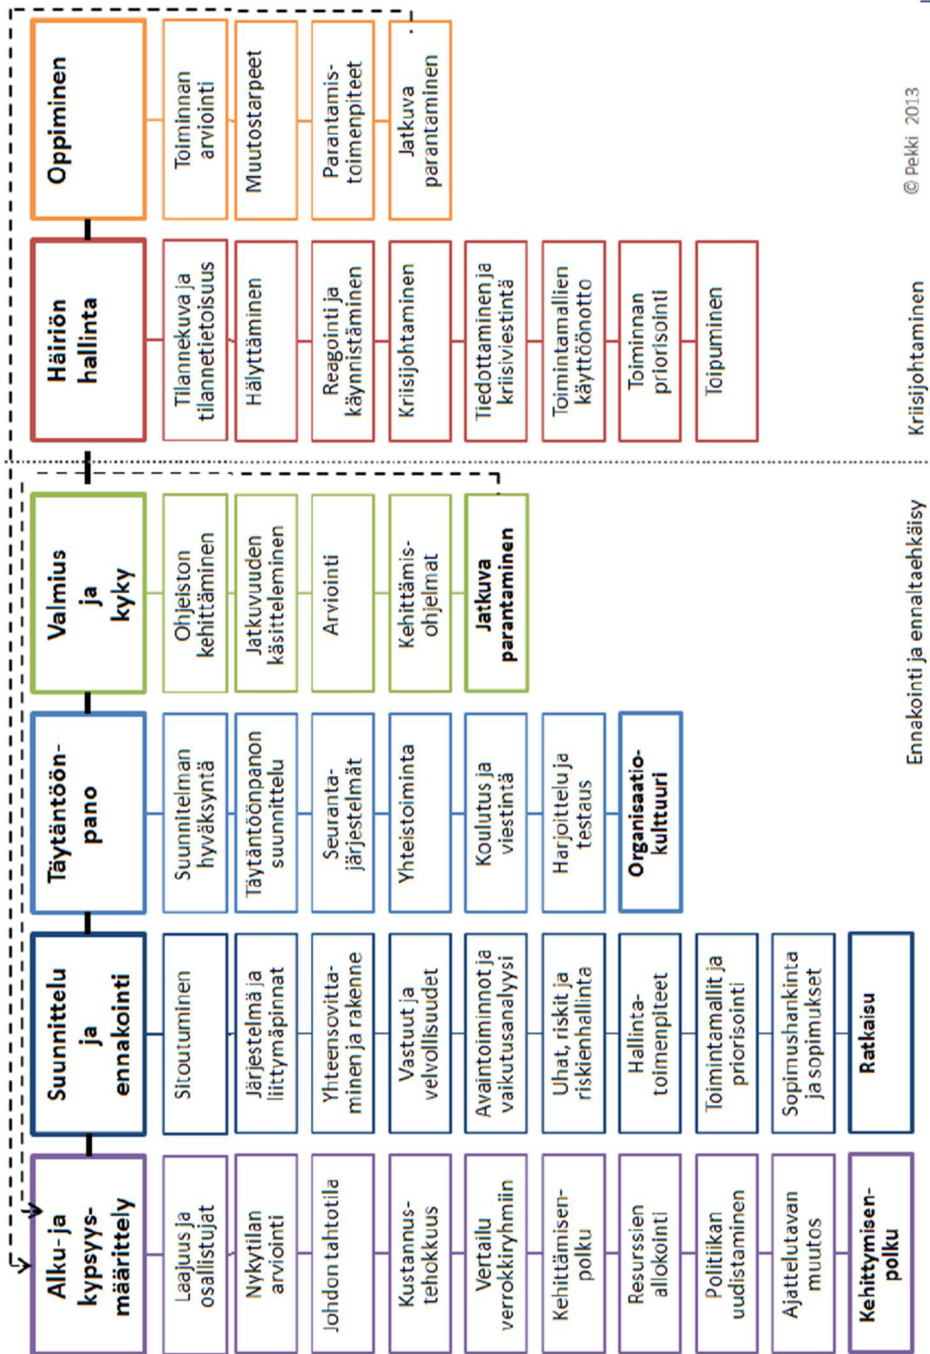 Alku- ja
kypsyys-
määrittely
Laajuus ja
osallistujat
Nykytilan
arviointi
Johdon tahtotila
Kustannus-
tehokkuus
Vertailu
verrokkiryhmiin
Kehittämisen-
polku
Resurssien
allokointi
Politiikan
uudistaminen
Ajattelutavan
muutos
Kehittymisen-
polku
Suunnittelu
ja
ennakointi
Sitoutuminen
Järjestelmä ja
liittymäpinnat
Yhteensovitta-
minen ja rakenne
Vastuut ja
velvollisuudet
Avaintoiminnot ja
vaikutusanalyysi
Uhat, riskit ja
riskienhallinta
Hallinta-
toimenpiteet
Toimintamallit ja
priorisointi
Sopimushankinta
ja sopimukset
Ratkaisu
Täytäntöön-
pano
Suunnitelman
hyväksyntä
Täytäntöönpanon
suunnittelu
Seuranta-
järjestelmät
Yhteistoiminta
Koulutus ja
viestintä
Harjoittelu ja
testaus
Organisaatio-
kulttuuri
Valmius
ja
kyky
Ohjeiston
kehittäminen
Jatkuvuuden
käsitteleminen
Arviointi
Kehittämis-
ohjelmat
Jatkuva
parantaminen
Häiriön
hallinta
Tilannekuva ja
tilannetietoisuus
Hälyttäminen
Reagointi ja
käynnistäminen
Kriisijohtaminen
Tiedottaminen ja
kriisiviestintä
Toimintamallien
käyttöönotto
Toiminnan
priorisointi
Toipuminen
Oppiminen
Toiminnan
arviointi
Muutostarpeet
Parantamis-
toimenpiteet
Jatkuva
parantaminen
Ennakointi ja ennaltaehkäisy
Kriisijohtaminen
© Pekki 2013